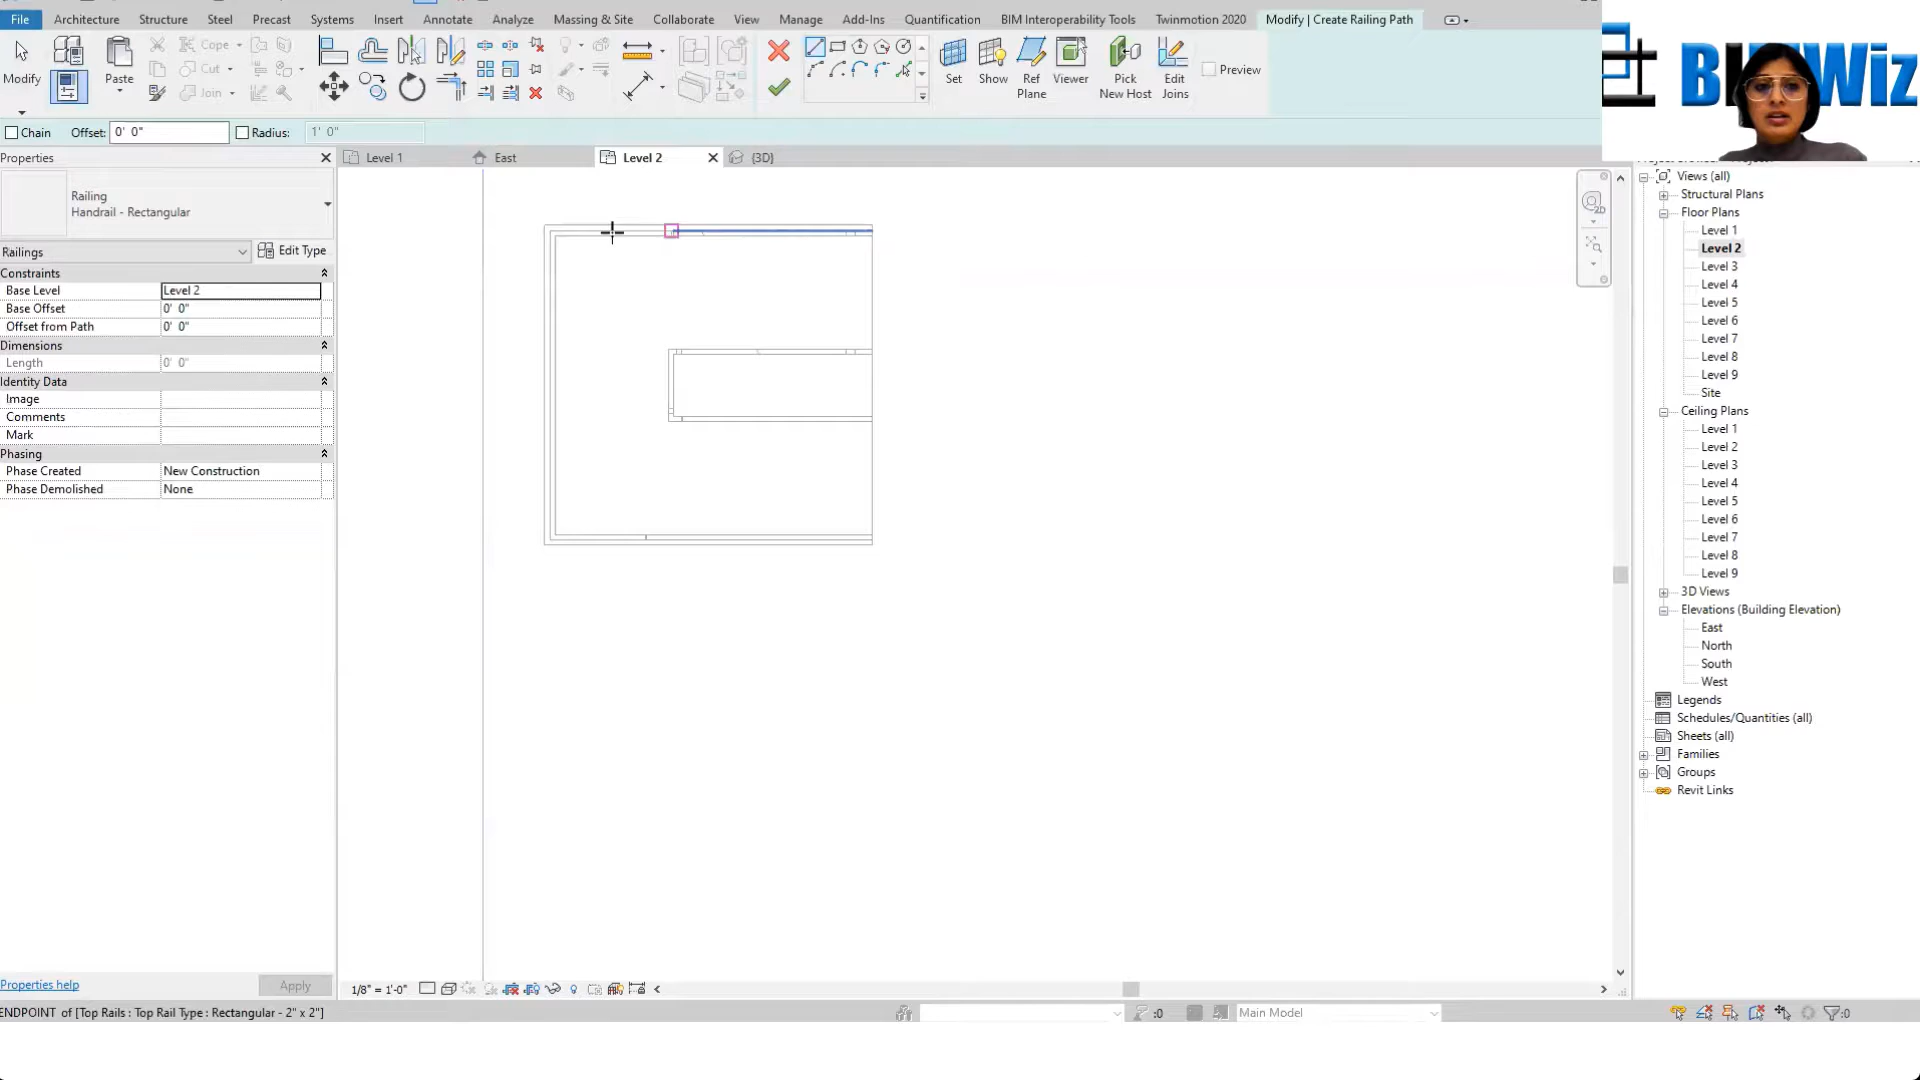 File Architecture Structure Steel Precast Systems Insert Annotate Analyze Massing & Site Collaborate View Manage Add-Ins Quantification BIM Interoperability Tools Twinmotion 2020 Modify | Create Railing Path
Cope
Cut
Join
Modify
Paste
Set
Show
Ref
Plane
Viewer
Pick
New Host
Edit
Joins
Preview
Wiz
Chain Offset: 0' 0" Radius: 1' 0"
Properties
Level 1 East Level 2 {3D}
Railing
Handrail - Rectangular
Railings Edit Type
Constraints
Base Level Level 2
Base Offset 0' 0"
Offset from Path 0' 0"
Dimensions
Length 0' 0"
Identity Data
Image
Comments
Mark
Phasing
Phase Created New Construction
Phase Demolished None
Properties help Apply
2D
Views (all)
Structural Plans
Floor Plans
Level 1
Level 2
Level 3
Level 4
Level 5
Level 6
Level 7
Level 8
Level 9
Site
Ceiling Plans
Level 1
Level 2
Level 3
Level 4
Level 5
Level 6
Level 7
Level 8
Level 9
3D Views
Elevations (Building Elevation)
East
North
South
West
Legends
Schedules/Quantities (all)
Sheets (all)
Families
Groups
Revit Links
1/8" = 1'-0"
ENDPOINT of [Top Rails : Top Rail Type : Rectangular - 2" x 2"]
:0
Main Model
:0